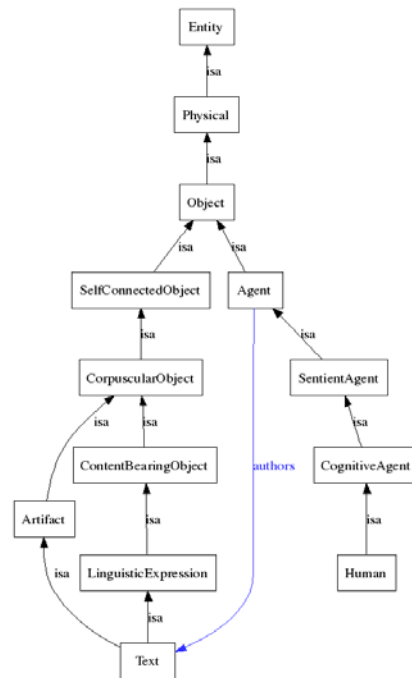 Entity
isa
Physical
isa
Object
isa
isa
SelfConnectedObject
Agent
isa
isa
CorpuscularObject
SentientAgent
isa
isa
isa
ContentBearingObject
authors
CognitiveAgent
Artifact
isa
isa
isa
LinguisticExpression
Human
isa
Text